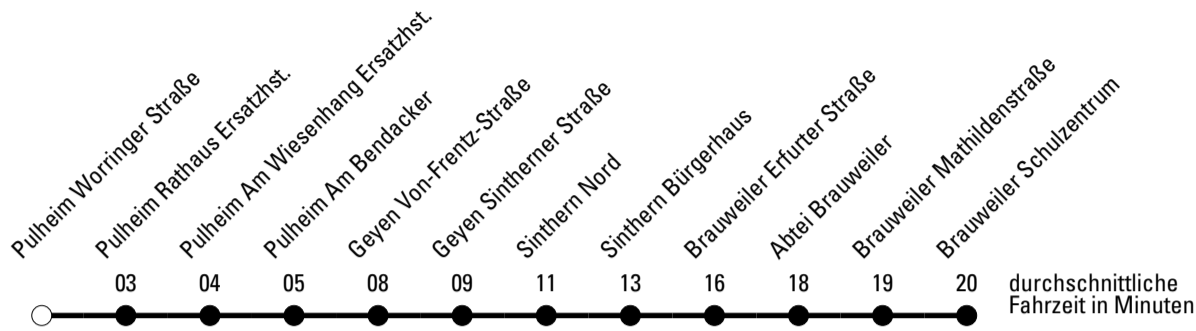 Pulheim Worringer Straße
Pulheim Rathaus Ersatzhst.
Pulheim Am Wiesenhang Ersatzhst.
Pulheim Am Bendacker
Geyen Von-Frentz-Straße
Geyen Sintherner Straße
Sinthern Nord
Sinthern Bürgerhaus
Brauweiler Erfurter Straße
Abtei Brauweiler
Brauweiler Mathildenstraße
Brauweiler Schulzentrum
03 04 05 08 09 11 13 16 18 19 20
durchschnittliche
Fahrzeit in Minuten